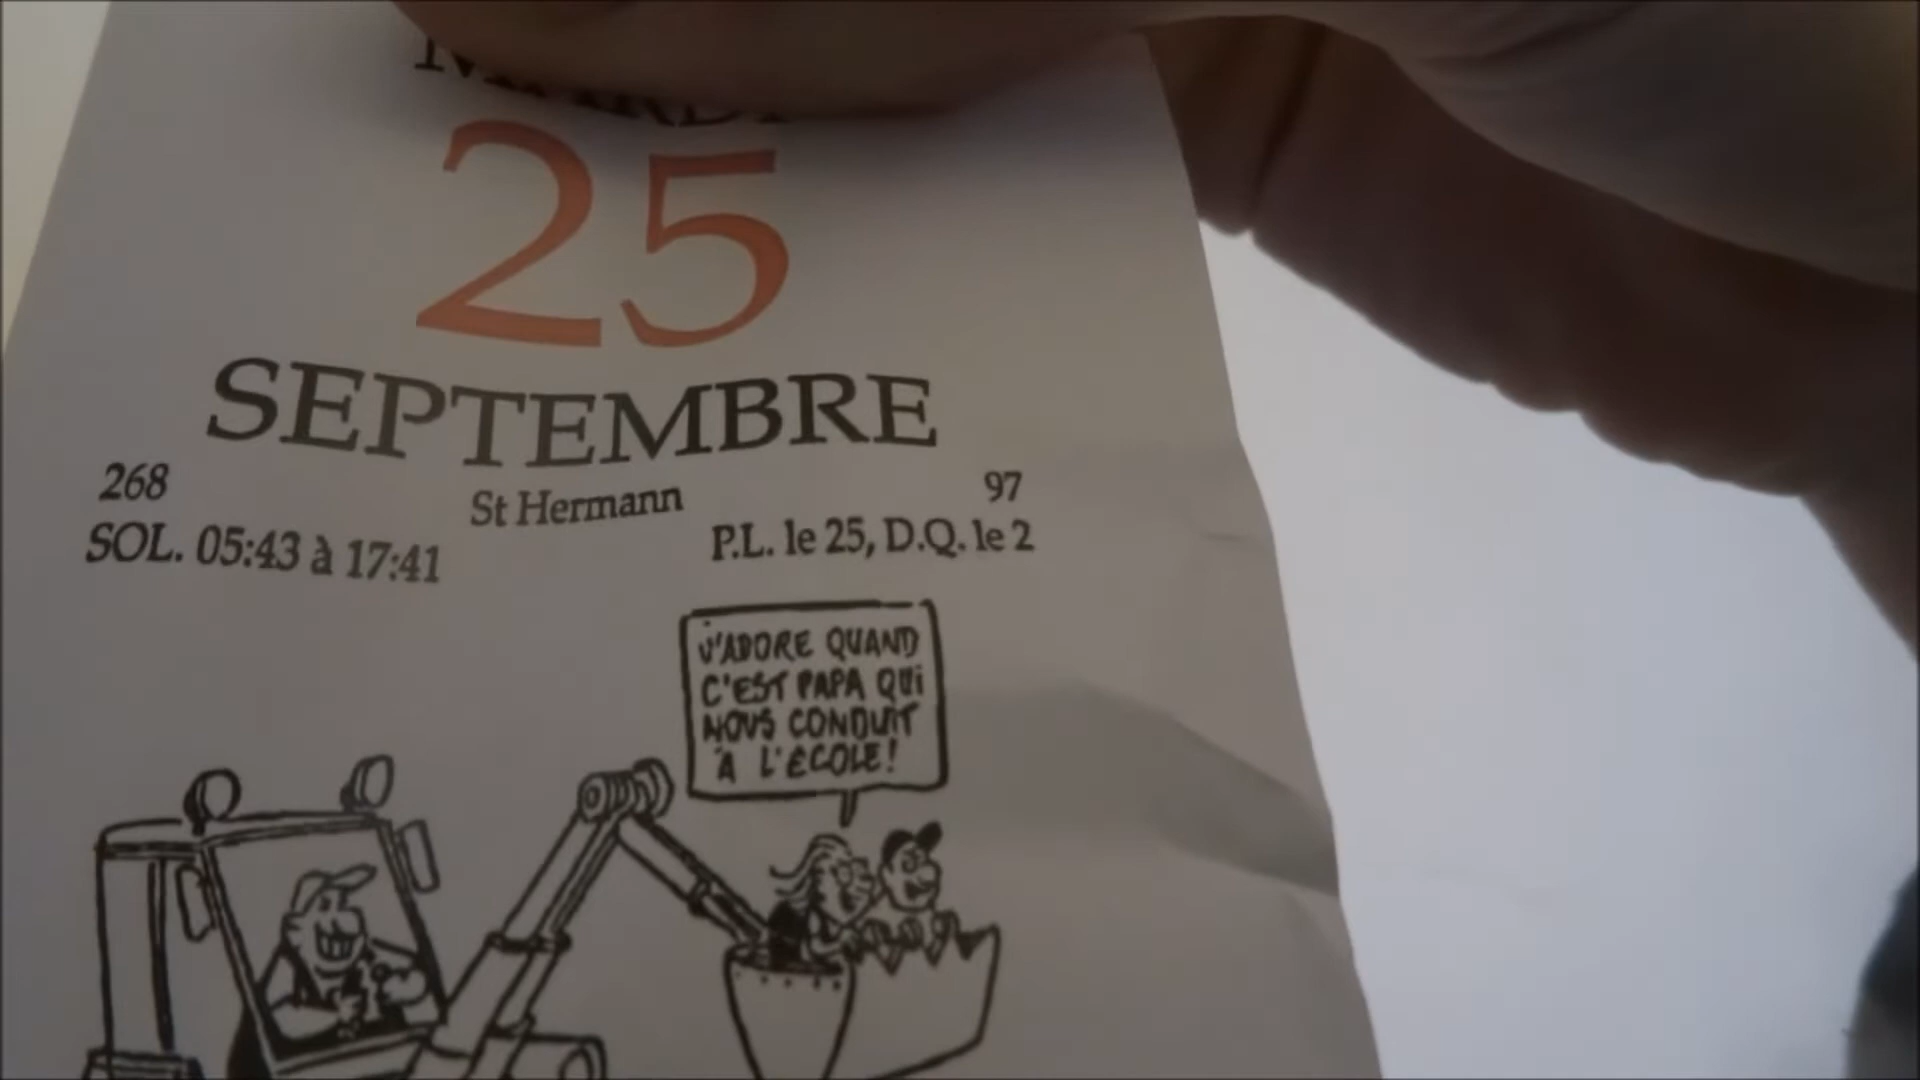 25
SEPTEMBRE
268
St Hermann
97
SOL. 05:43 à 17:41
P.L. le 25, D.Q. le 2
J'ADORE QUAND
C'EST PAPA QUi
NOUS CONDUIT
À L'ÉCOLE!